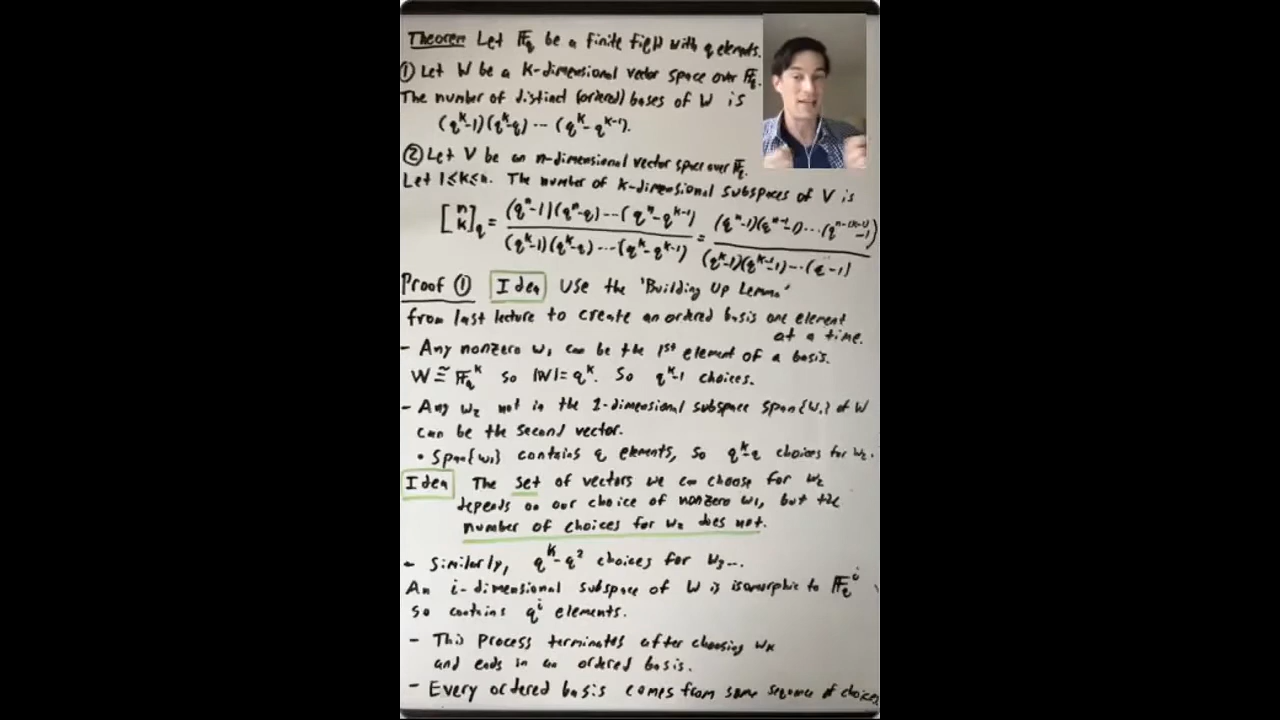 Theorem Let 𝔽_q be a finite field with q elements.
① Let W be a k-dimensional vector space over 𝔽_q.
The number of distinct (ordered) bases of W is
(q^k-1)(q^k-q) ... (q^k-q^{k-1}).
② Let V be an n-dimensional vector space over 𝔽_q.
Let 1≤k≤n. The number of k-dimensional subspaces of V is
[n k]_q = (q^n-1)(q^n-q)...(q^n-q^{k-1}) / (q^k-1)(q^k-q)...(q^k-q^{k-1}) = (q^n-1)(q^{n-1}-1)...(q^{n-(k-1)}-1) / (q^k-1)(q^{k-1}-1)...(q-1)
Proof ① Idea Use the 'Building Up Lemma'
from last lecture to create an ordered basis one element
at a time.
- Any nonzero w₁ can be the 1st element of a basis.
W ≅ 𝔽_q^k so |W|=q^k. So q^k-1 choices.
- Any w₂ not in the 1-dimensional subspace span{w₁} of W
can be the second vector.
• Span{w₁} contains q elements, so q^k-q choices for w₂.
Idea The set of vectors we can choose for w₂
depends on our choice of nonzero w₁, but the
number of choices for w₂ does not.
- Similarly, q^k-q² choices for w₃...
An i-dimensional subspace of W is isomorphic to 𝔽_q^i
so contains q^i elements.
- This process terminates after choosing w_k
and ends in an ordered basis.
- Every ordered basis comes from some sequence of choices